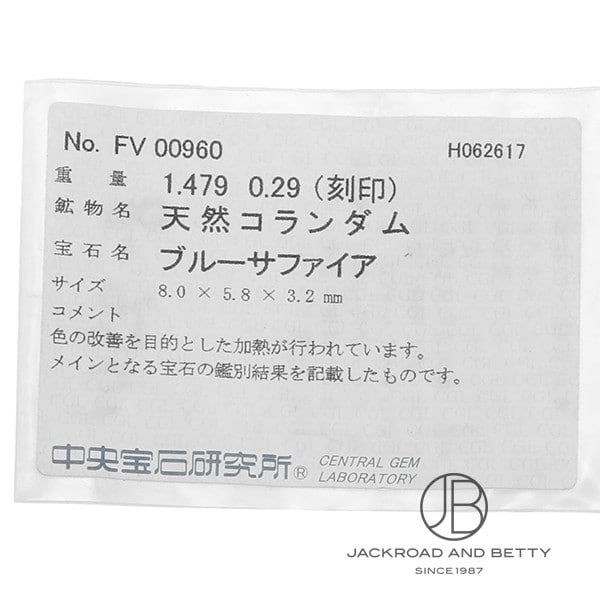 No. FV 00960 H062617
重 量 1.479 0.29 (刻印)
鉱物名 天然コランダム
宝石名 ブルーサファイア
サイズ 8.0 × 5.8 × 3.2 mm
コメント
色の改善を目的とした加熱が行われています。
メインとなる宝石の鑑別結果を記載したものです。
中央宝石研究所® CENTRAL GEM
LABORATORY
JB
JACKROAD AND BETTY
SINCE1987